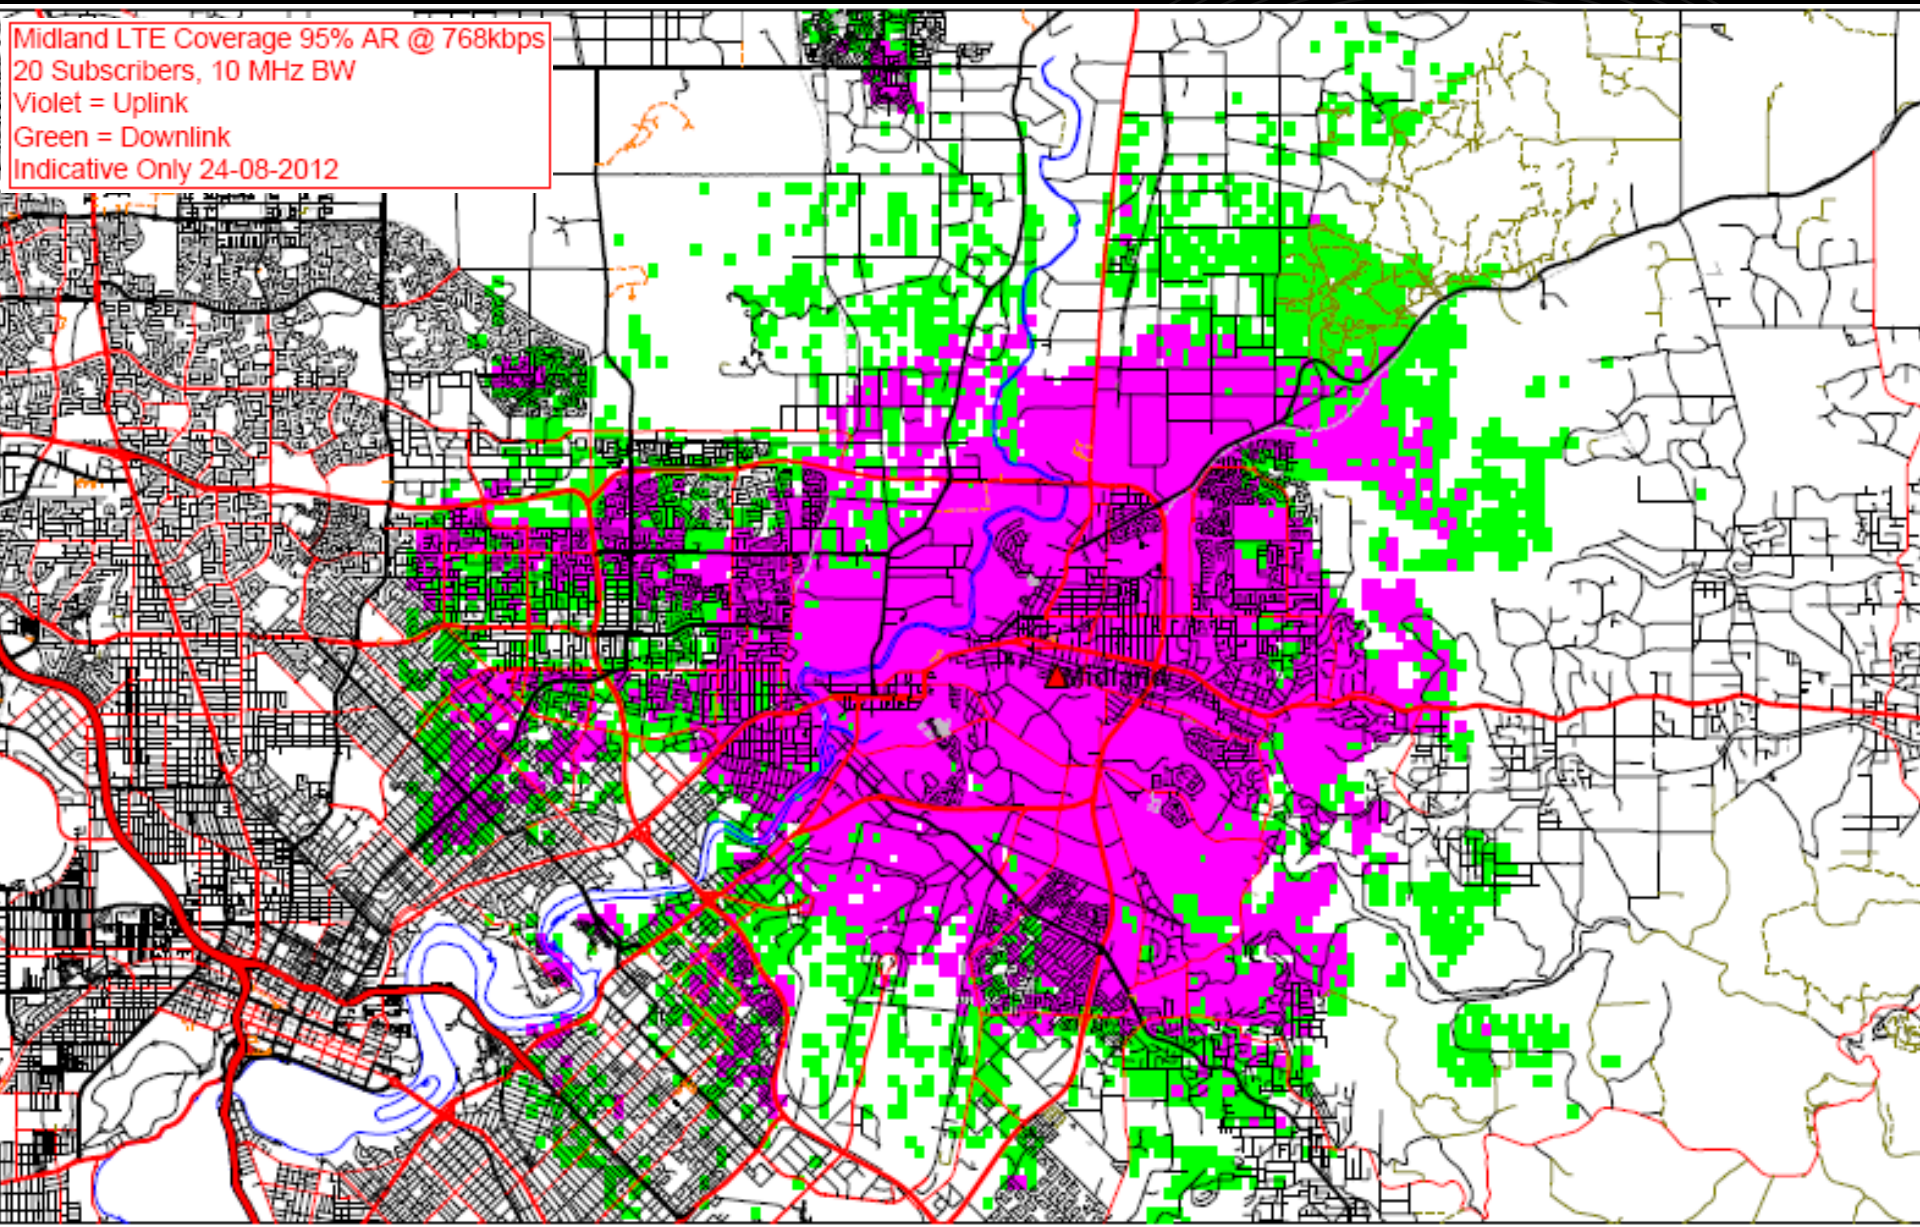 Midland LTE Coverage 95% AR @ 768kbps
20 Subscribers, 10 MHz BW
Violet = Uplink
Green = Downlink
Indicative Only 24-08-2012
Midland